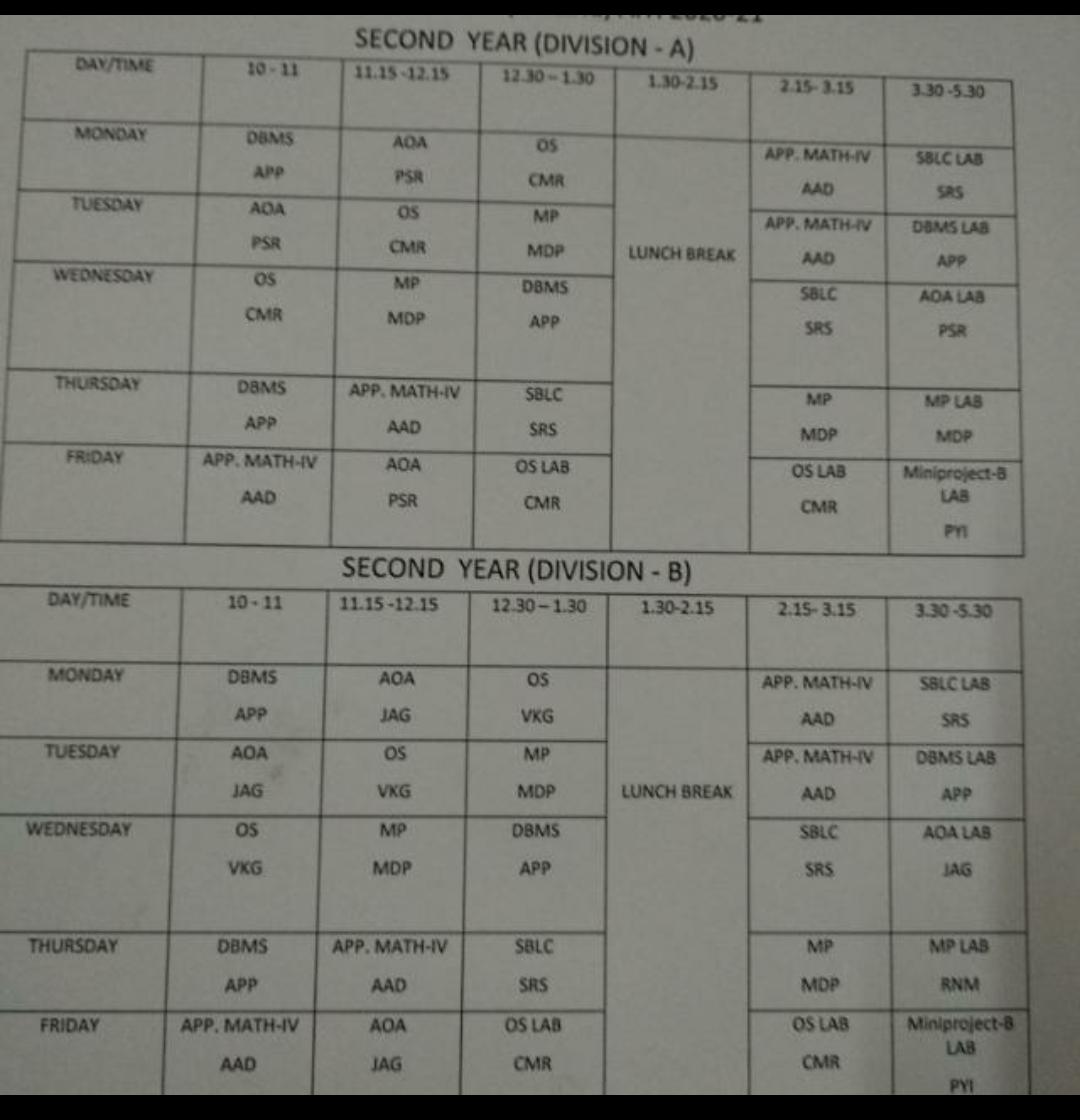 SECOND YEAR (DIVISION - A)
DAY/TIME 10 - 11 11.15 -12.15 12.30 – 1.30 1.30-2.15 2.15- 3.15 3.30 -5.30
MONDAY DBMS AOA OS APP. MATH-IV SBLC LAB
APP PSR CMR AAD SRS
TUESDAY AOA OS MP APP. MATH-IV DBMS LAB
PSR CMR MDP LUNCH BREAK AAD APP
WEDNESDAY OS MP DBMS SBLC AOA LAB
CMR MDP APP SRS PSR
THURSDAY DBMS APP. MATH-IV SBLC MP MP LAB
APP AAD SRS MDP MDP
FRIDAY APP. MATH-IV AOA OS LAB OS LAB Miniproject-B
LAB
AAD PSR CMR CMR PYI
SECOND YEAR (DIVISION - B)
DAY/TIME 10 - 11 11.15 -12.15 12.30 – 1.30 1.30-2.15 2.15- 3.15 3.30 -5.30
MONDAY DBMS AOA OS APP. MATH-IV SBLC LAB
APP JAG VKG AAD SRS
TUESDAY AOA OS MP APP. MATH-IV DBMS LAB
JAG VKG MDP LUNCH BREAK AAD APP
WEDNESDAY OS MP DBMS SBLC AOA LAB
VKG MDP APP SRS JAG
THURSDAY DBMS APP. MATH-IV SBLC MP MP LAB
APP AAD SRS MDP RNM
FRIDAY APP. MATH-IV AOA OS LAB OS LAB Miniproject-B
LAB
AAD JAG CMR CMR PYI